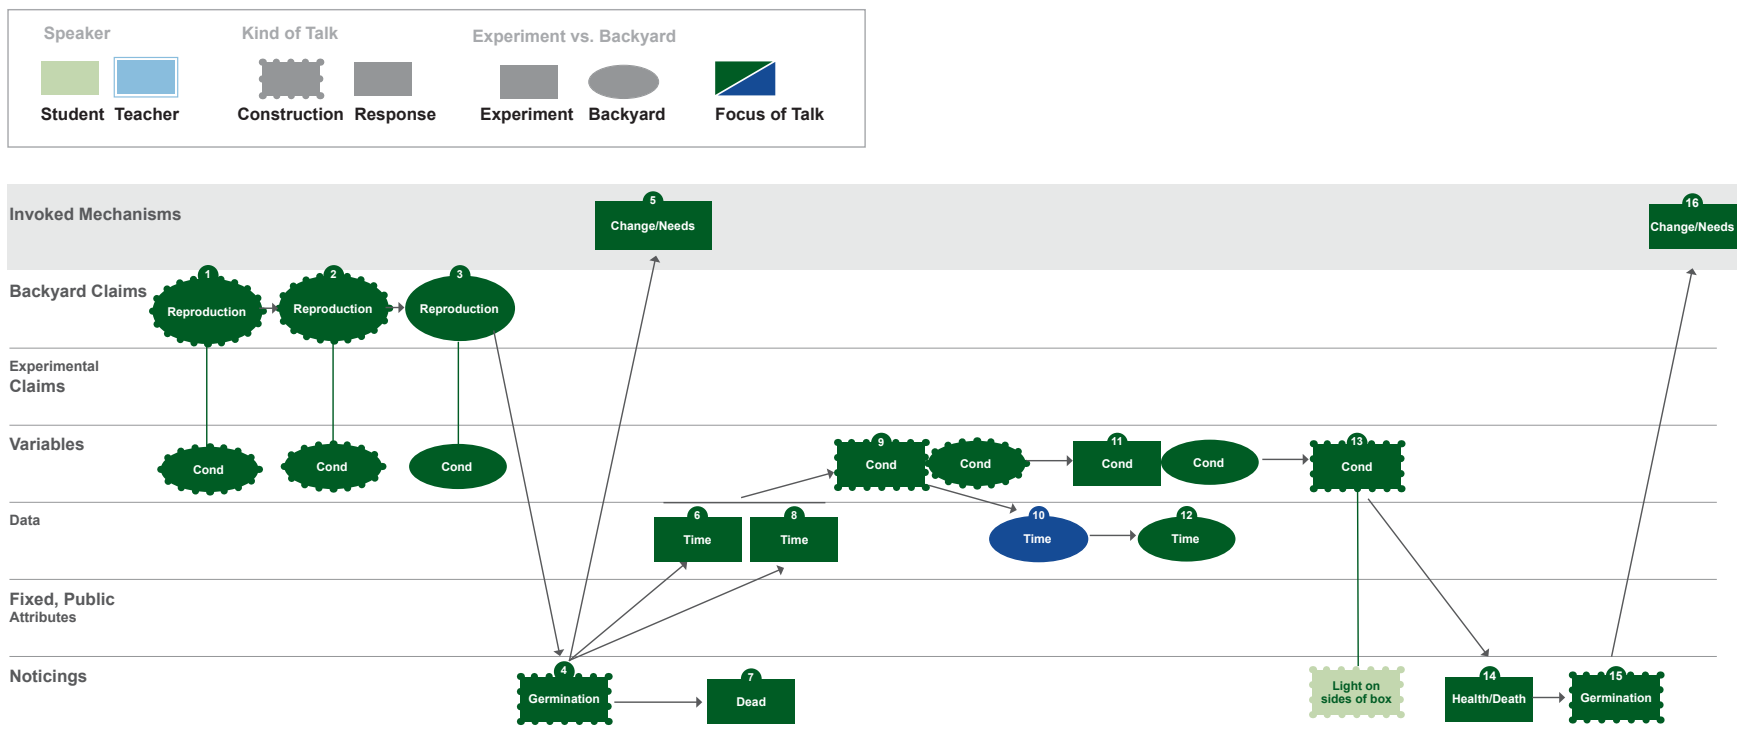 Speaker
Kind of Talk
Experiment vs. Backyard
Student
Teacher
Construction
Response
Experiment
Backyard
Focus of Talk
Invoked Mechanisms
5
Change/Needs
16
Change/Needs
Backyard Claims
1
Reproduction
2
Reproduction
3
Reproduction
Experimental
Claims
Variables
Cond
Cond
Cond
9
Cond
Cond
11
Cond
Cond
13
Cond
Data
6
Time
8
Time
10
Time
12
Time
Fixed, Public
Attributes
Noticings
4
Germination
7
Dead
Light on
sides of box
14
Health/Death
15
Germination